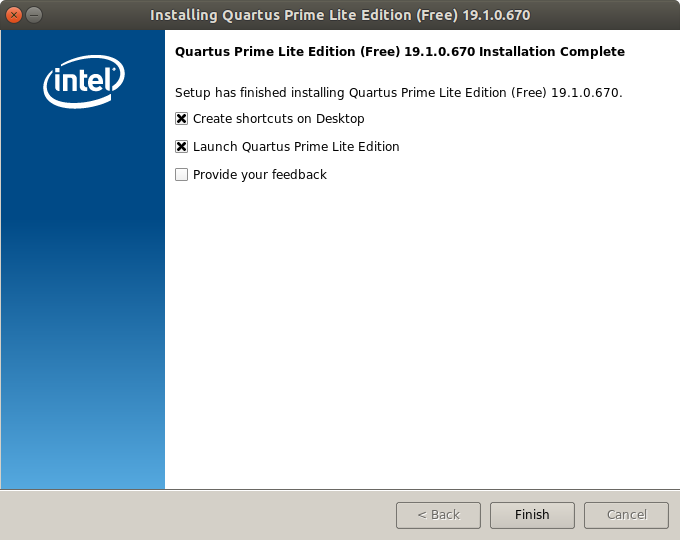 Installing Quartus Prime Lite Edition (Free) 19.1.0.670
intel
Quartus Prime Lite Edition (Free) 19.1.0.670 Installation Complete
Setup has finished installing Quartus Prime Lite Edition (Free) 19.1.0.670.
Create shortcuts on Desktop
Launch Quartus Prime Lite Edition
Provide your feedback
< Back Finish Cancel